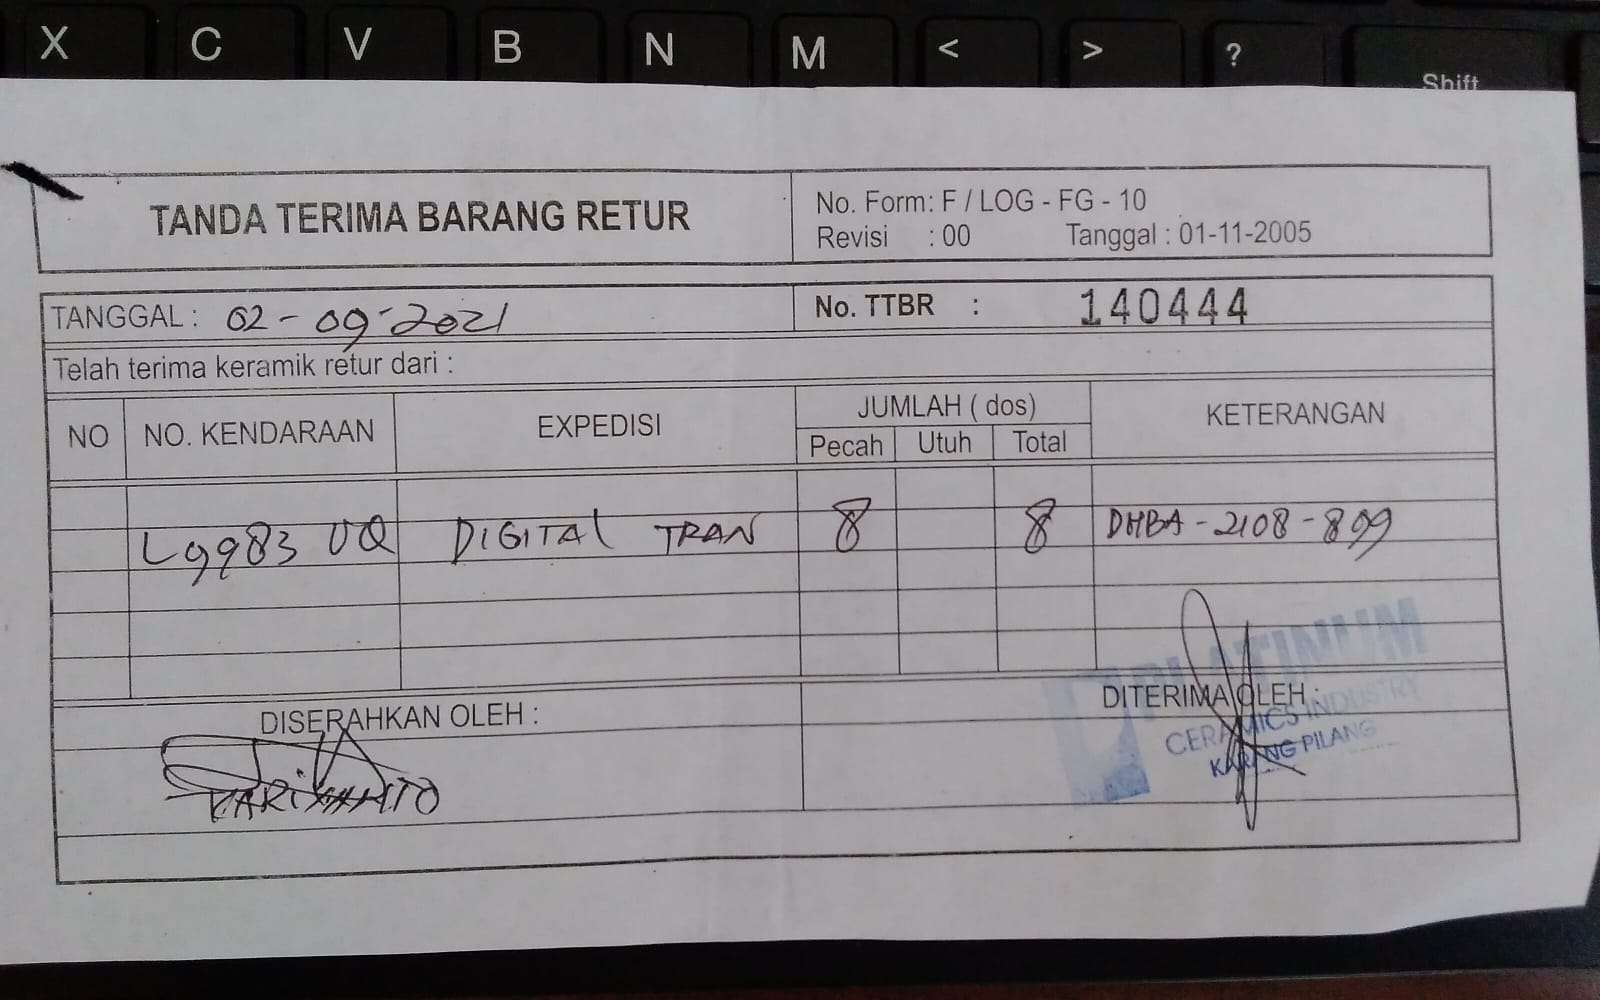 X C V B N M < > ? Shift
TANDA TERIMA BARANG RETUR
No. Form: F / LOG - FG - 10
Revisi : 00 Tanggal : 01-11-2005
TANGGAL : 02-09-2021
No. TTBR : 140444
Telah terima keramik retur dari :
NO NO. KENDARAAN EXPEDISI JUMLAH ( dos) KETERANGAN
Pecah Utuh Total
L9983 UQ DIGITAL TRAN 8 8 DHBA-2108-899
DISERAHKAN OLEH :
DITERIMA OLEH :
PLATINUM
CERAMICS INDUSTRY
KARANG PILANG